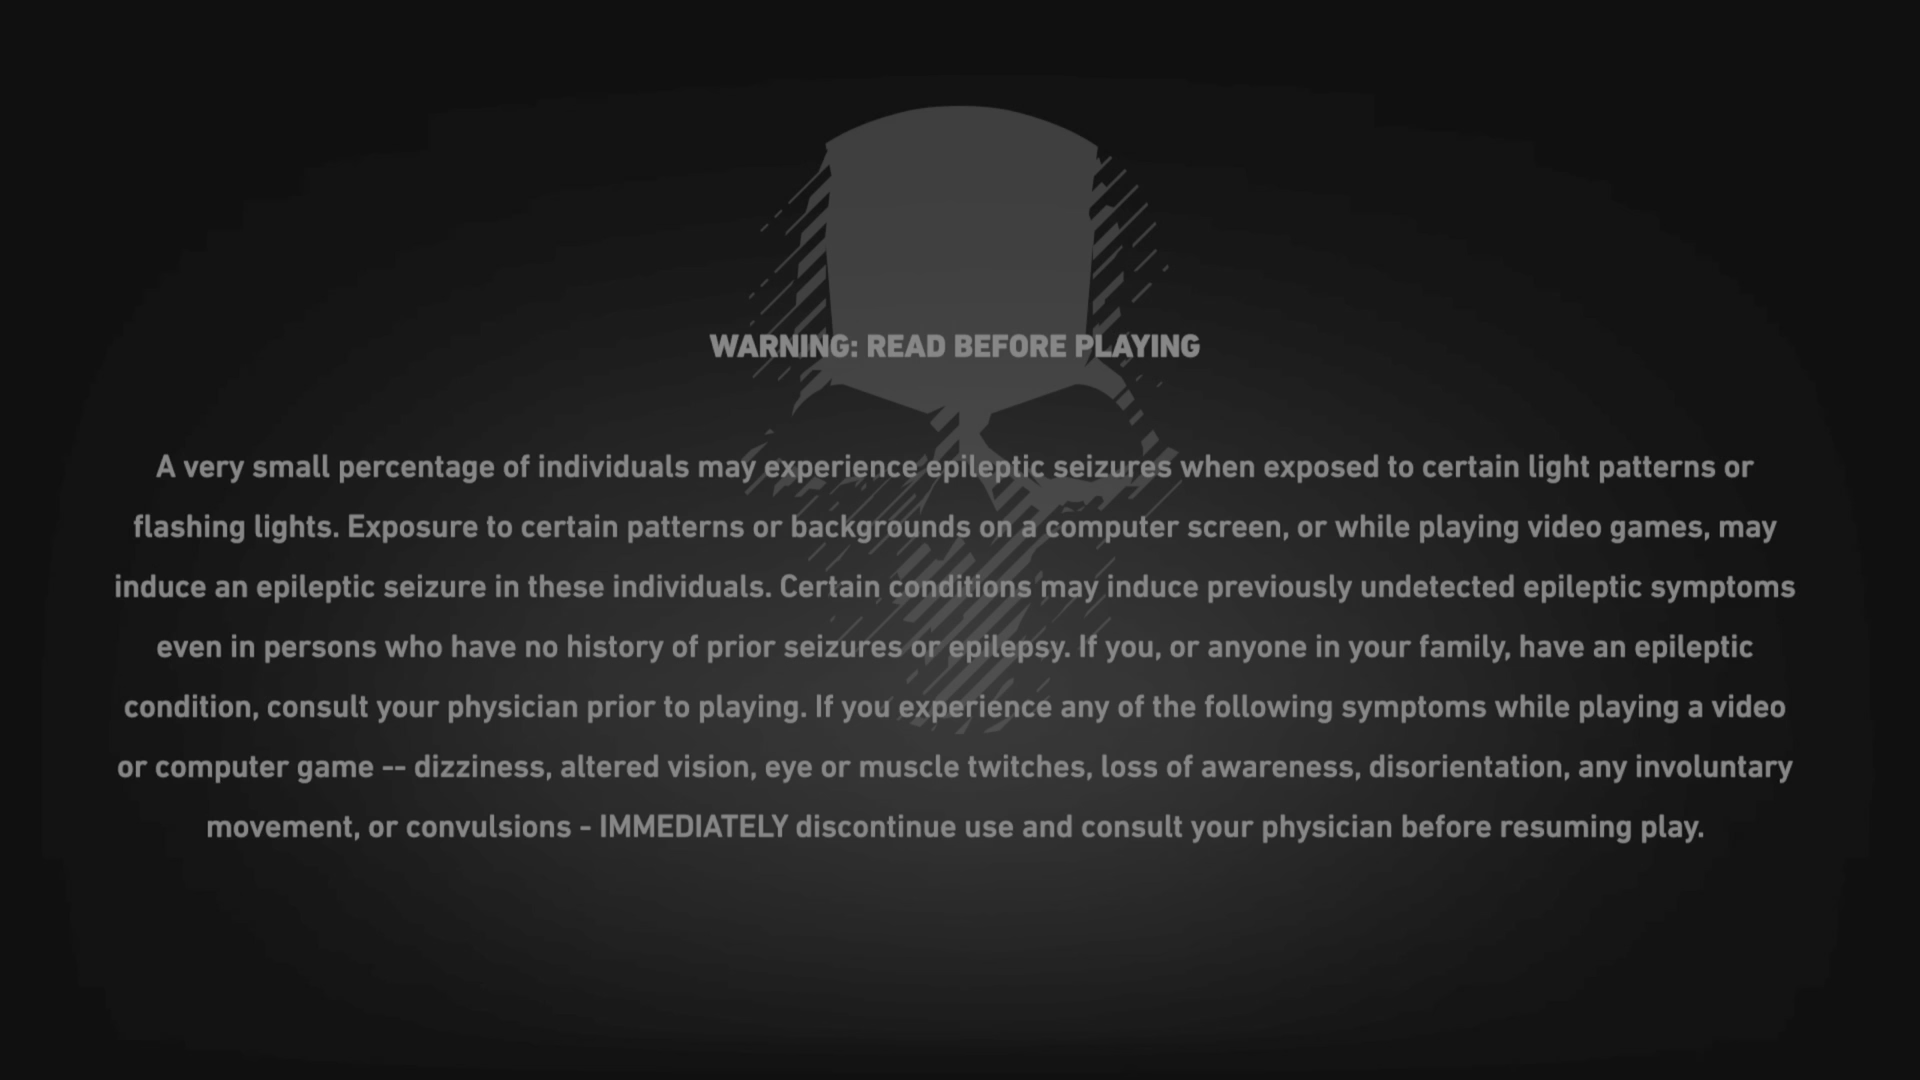 WARNING: READ BEFORE PLAYING
A very small percentage of individuals may experience epileptic seizures when exposed to certain light patterns or
flashing lights. Exposure to certain patterns or backgrounds on a computer screen, or while playing video games, may
induce an epileptic seizure in these individuals. Certain conditions may induce previously undetected epileptic symptoms
even in persons who have no history of prior seizures or epilepsy. If you, or anyone in your family, have an epileptic
condition, consult your physician prior to playing. If you experience any of the following symptoms while playing a video
or computer game -- dizziness, altered vision, eye or muscle twitches, loss of awareness, disorientation, any involuntary
movement, or convulsions - IMMEDIATELY discontinue use and consult your physician before resuming play.